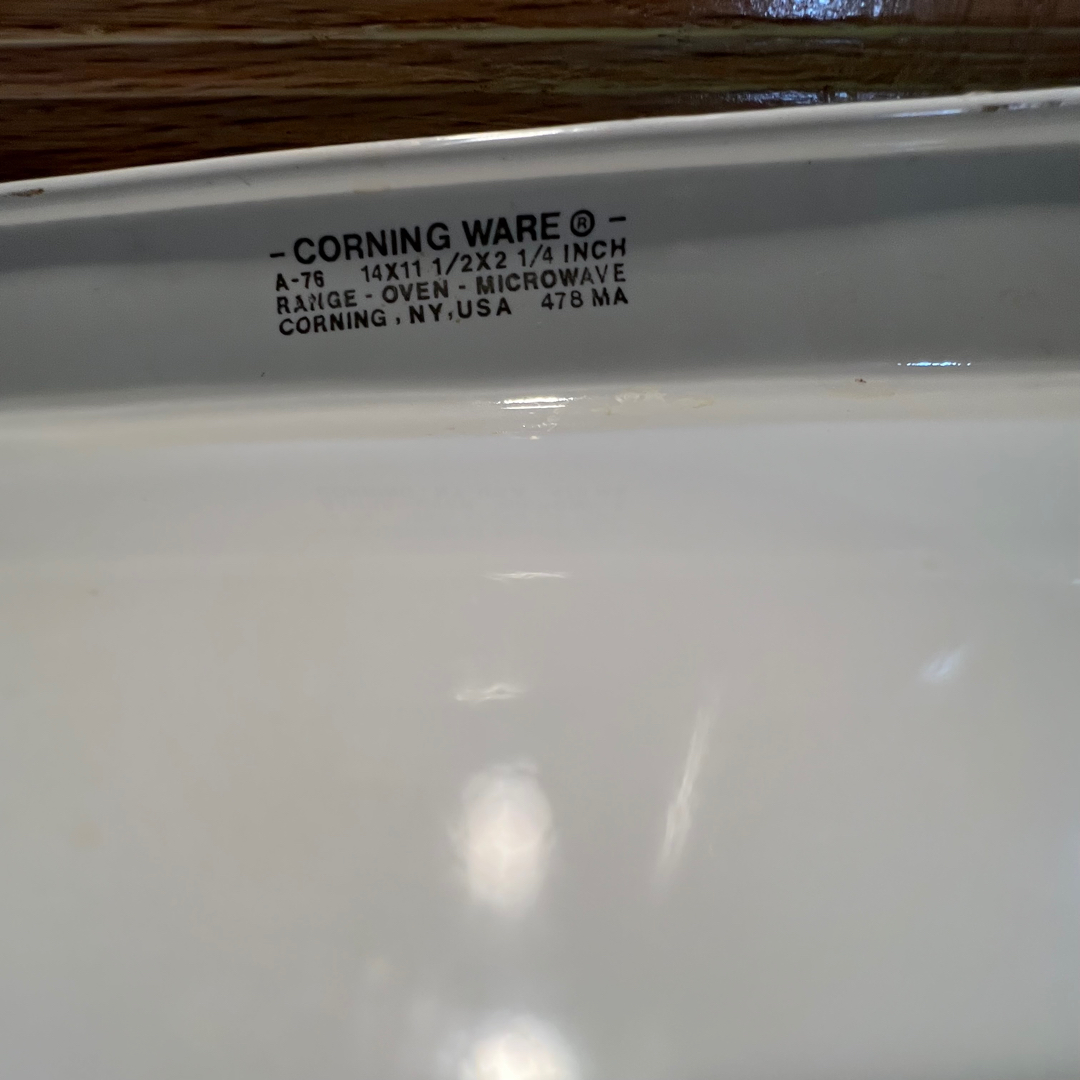 - CORNING WARE ® -
A-76 14X11 1/2X2 1/4 INCH
RANGE - OVEN - MICROWAVE
CORNING, NY, USA 478 MA